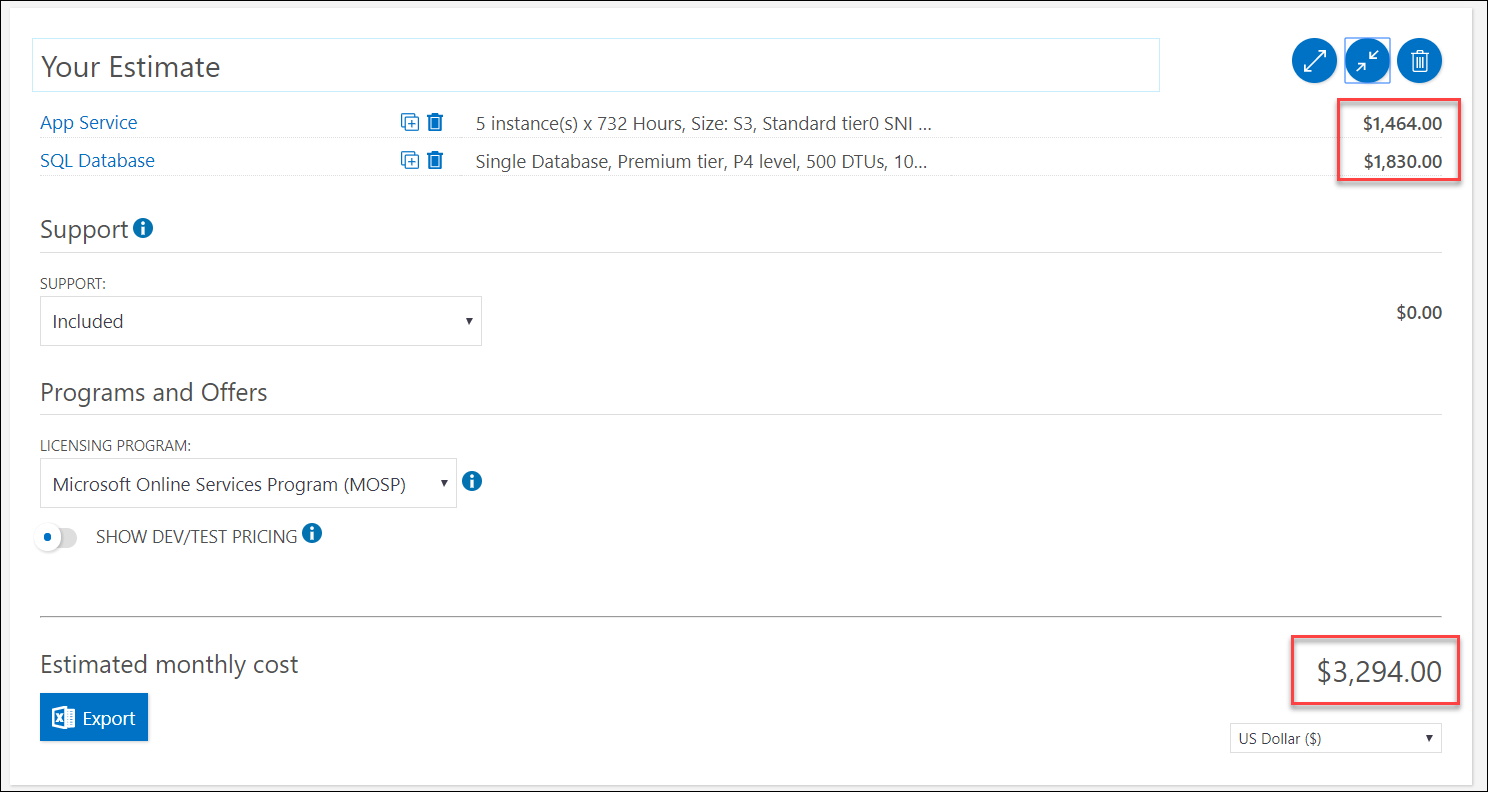 Your Estimate
App Service 5 instance(s) x 732 Hours, Size: S3, Standard tier0 SNI ... $1,464.00
SQL Database Single Database, Premium tier, P4 level, 500 DTUs, 10... $1,830.00
Support
SUPPORT:
Included $0.00
Programs and Offers
LICENSING PROGRAM:
Microsoft Online Services Program (MOSP)
SHOW DEV/TEST PRICING
Estimated monthly cost $3,294.00
Export
US Dollar ($)